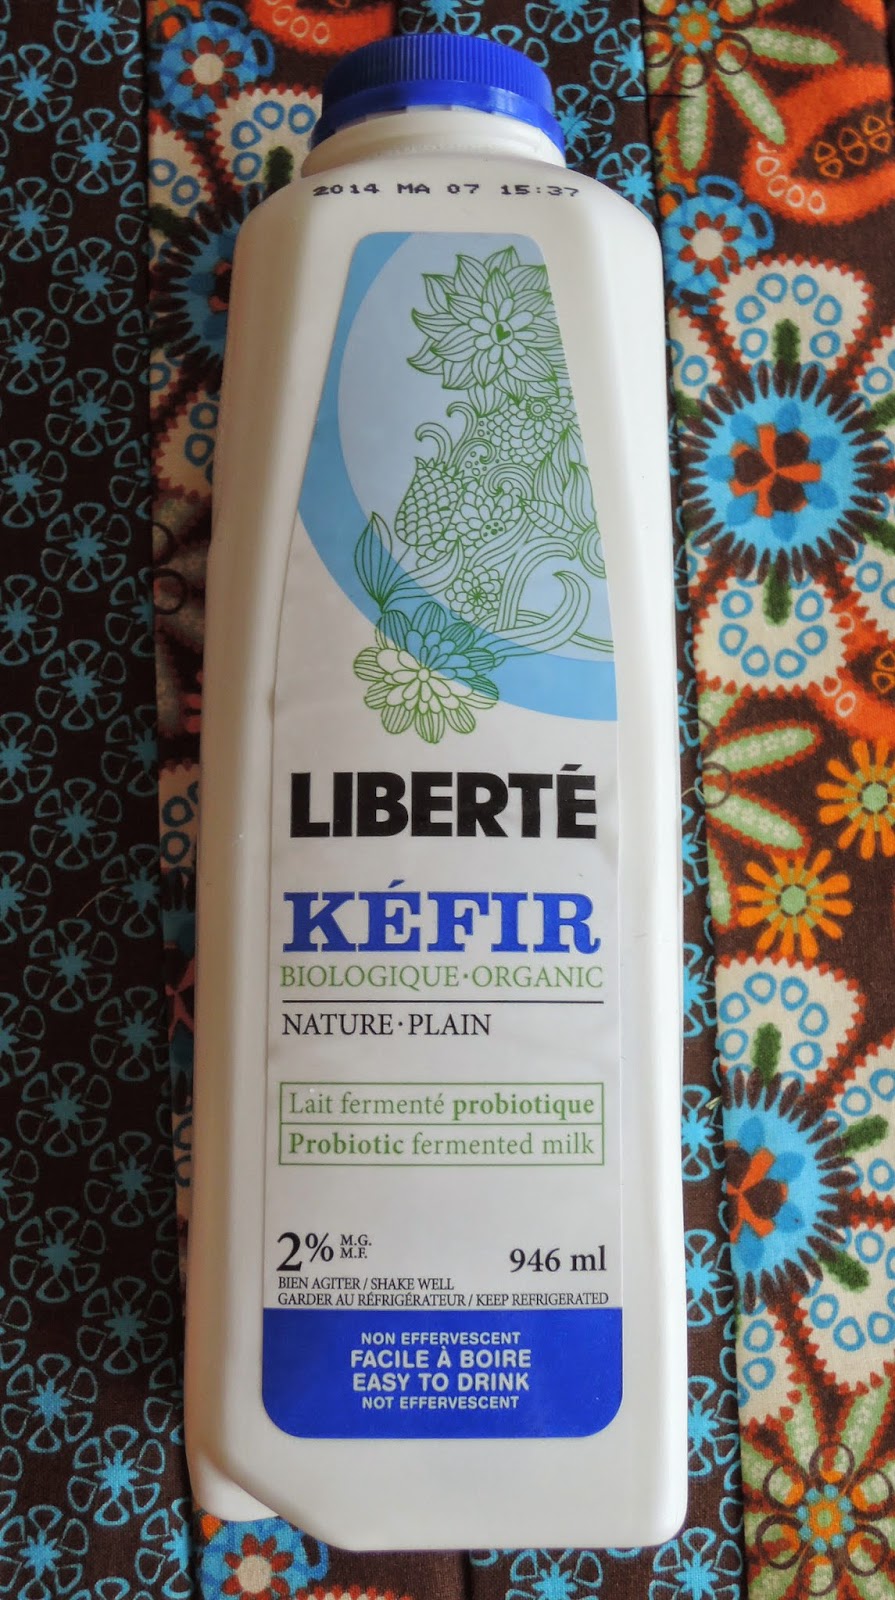 2014 MA 07 15:37
LIBERTÉ
KÉFIR
BIOLOGIQUE·ORGANIC
NATURE·PLAIN
Lait fermenté probiotique
Probiotic fermented milk
2% M.G.
M.F.
946 ml
BIEN AGITER / SHAKE WELL
GARDER AU RÉFRIGÉRATEUR / KEEP REFRIGERATED
NON EFFERVESCENT
FACILE À BOIRE
EASY TO DRINK
NOT EFFERVESCENT